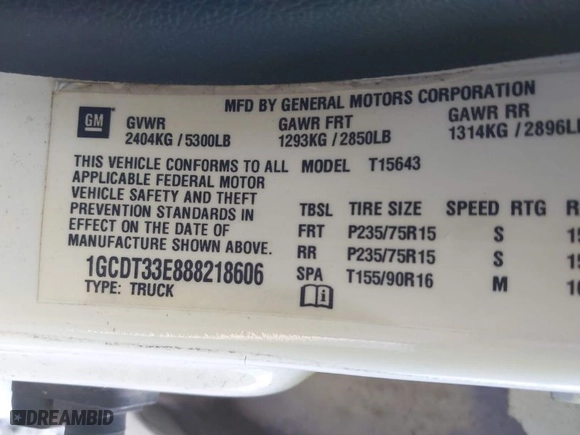 MFD BY GENERAL MOTORS CORPORATION
GM
GVWR GAWR FRT GAWR RR
2404KG / 5300LB 1293KG / 2850LB 1314KG / 2896LB
THIS VEHICLE CONFORMS TO ALL
APPLICABLE FEDERAL MOTOR
VEHICLE SAFETY AND THEFT
PREVENTION STANDARDS IN
EFFECT ON THE DATE OF
MANUFACTURE SHOWN ABOVE.
1GCDT33E888218606
TYPE: TRUCK
MODEL T15643
TBSL TIRE SIZE SPEED RTG R
FRT P235/75R15 S
RR P235/75R15 S
SPA T155/90R16 M
DREAMBID